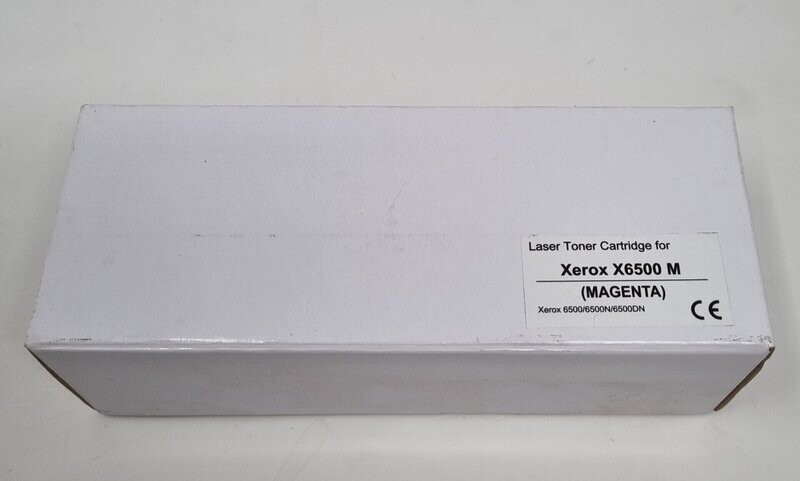 Laser Toner Cartridge for
Xerox X6500 M
(MAGENTA)
Xerox 6500/6500N/6500DN
CE